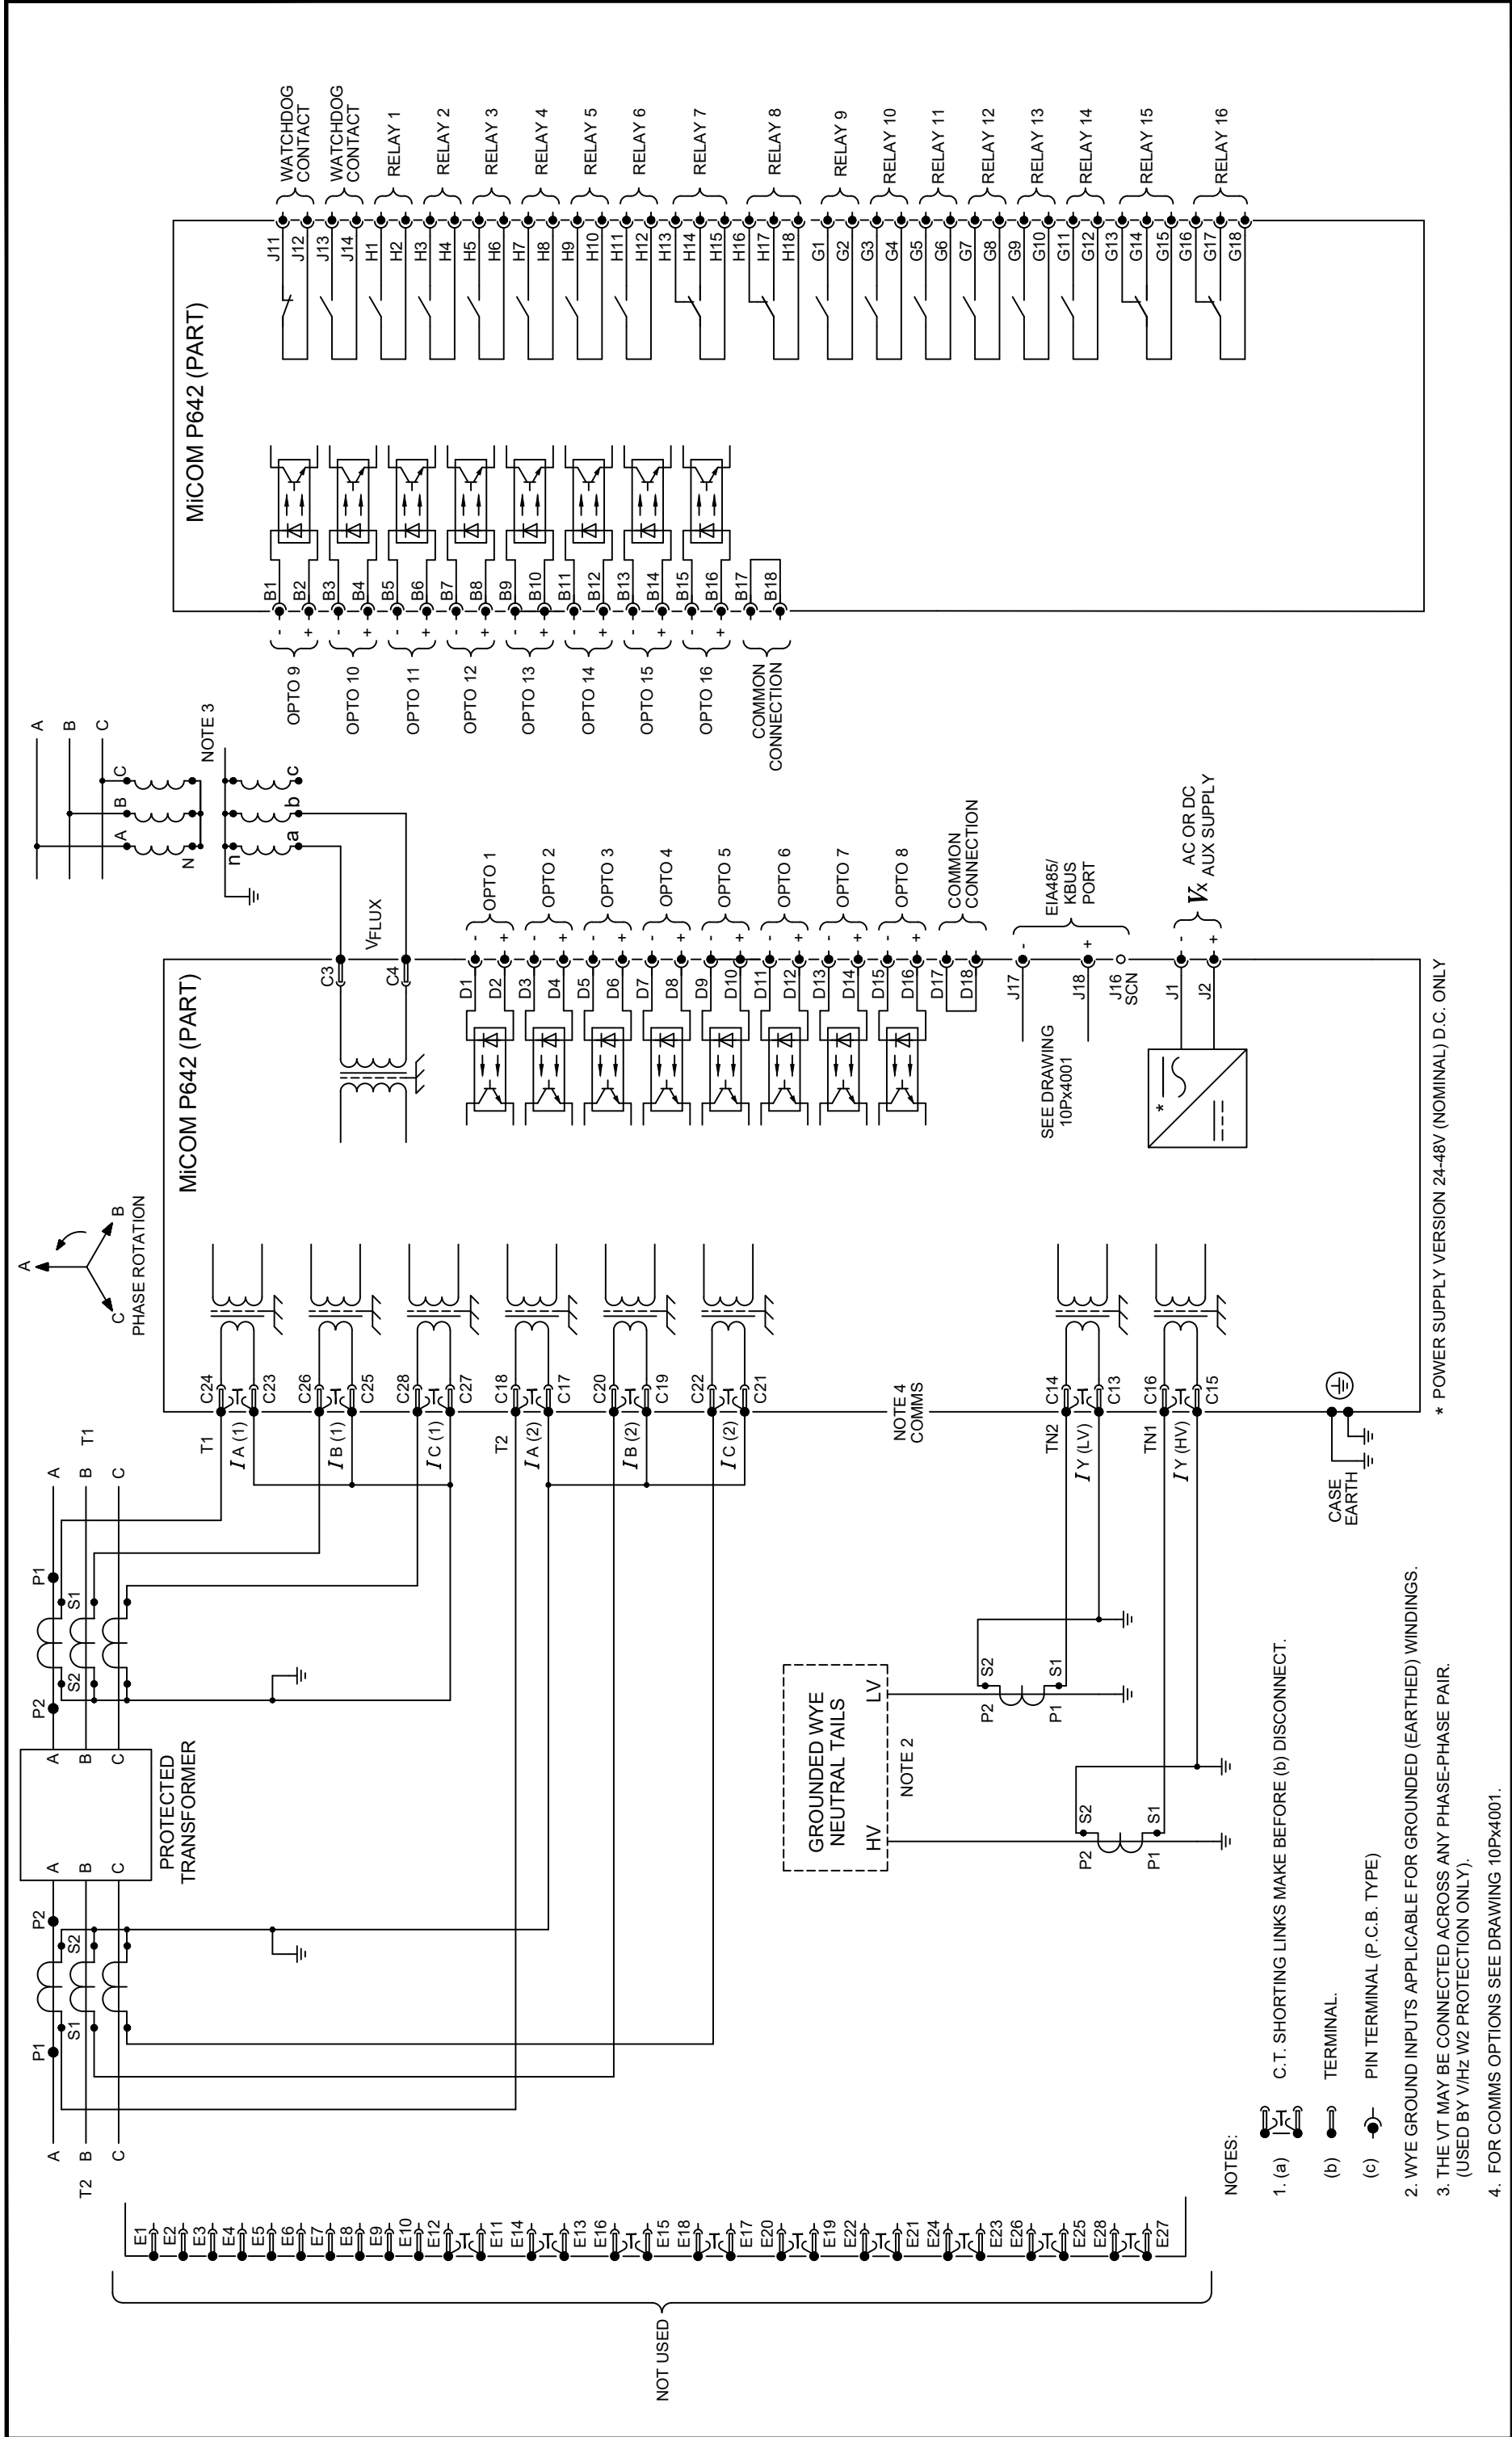 NOT USED
E1
E2
E3
E4
E5
E6
E7
E8
E9
E10
E12
E11
E14
E13
E16
E15
E18
E17
E20
E19
E22
E21
E24
E23
E26
E25
E28
E27
T2
A
B
C
P1
S1
S2
P2
A
B
C
PROTECTED
TRANSFORMER
A
B
C
P2
S2
S1
P1
A
B
C
T1
A
B
C
PHASE ROTATION
GROUNDED WYE
NEUTRAL TAILS
HV
LV
NOTE 2
P2
S2
P1
S1
P2
S2
P1
S1
MiCOM P642 (PART)
T1
C24
I A (1)
C23
C26
I B (1)
C25
C28
I C (1)
C27
T2
C18
I A (2)
C17
C20
I B (2)
C19
C22
I C (2)
C21
NOTE 4
COMMS
TN2
C14
I Y (LV)
C13
TN1
C16
I Y (HV)
C15
CASE
EARTH
A
B
C
A
B
C
N
NOTE 3
n
a
b
c
VFLUX
C3
C4
D1
-
D2
+
OPTO 1
D3
-
D4
+
OPTO 2
D5
-
D6
+
OPTO 3
D7
-
D8
+
OPTO 4
D9
-
D10
+
OPTO 5
D11
-
D12
+
OPTO 6
D13
-
D14
+
OPTO 7
D15
-
D16
+
OPTO 8
D17
D18
COMMON
CONNECTION
SEE DRAWING
10Px4001
J17
-
J18
+
J16
SCN
EIA485/
KBUS
PORT
*
J1
-
J2
+
Vx
AC OR DC
AUX SUPPLY
* POWER SUPPLY VERSION 24-48V (NOMINAL) D.C. ONLY
MiCOM P642 (PART)
OPTO 9
-
B1
+
B2
OPTO 10
-
B3
+
B4
OPTO 11
-
B5
+
B6
OPTO 12
-
B7
+
B8
OPTO 13
-
B9
+
B10
OPTO 14
-
B11
+
B12
OPTO 15
-
B13
+
B14
OPTO 16
-
B15
+
B16
COMMON
CONNECTION
B17
B18
J11
J12
WATCHDOG
CONTACT
J13
J14
WATCHDOG
CONTACT
H1
H2
RELAY 1
H3
H4
RELAY 2
H5
H6
RELAY 3
H7
H8
RELAY 4
H9
H10
RELAY 5
H11
H12
RELAY 6
H13
H14
H15
RELAY 7
H16
H17
H18
RELAY 8
G1
G2
RELAY 9
G3
G4
RELAY 10
G5
G6
RELAY 11
G7
G8
RELAY 12
G9
G10
RELAY 13
G11
G12
RELAY 14
G13
G14
G15
RELAY 15
G16
G17
G18
RELAY 16
NOTES:
1. (a) C.T. SHORTING LINKS MAKE BEFORE (b) DISCONNECT.
(b) TERMINAL.
(c) PIN TERMINAL (P.C.B. TYPE)
2. WYE GROUND INPUTS APPLICABLE FOR GROUNDED (EARTHED) WINDINGS.
3. THE VT MAY BE CONNECTED ACROSS ANY PHASE-PHASE PAIR.
(USED BY V/Hz W2 PROTECTION ONLY).
4. FOR COMMS OPTIONS SEE DRAWING 10Px4001.